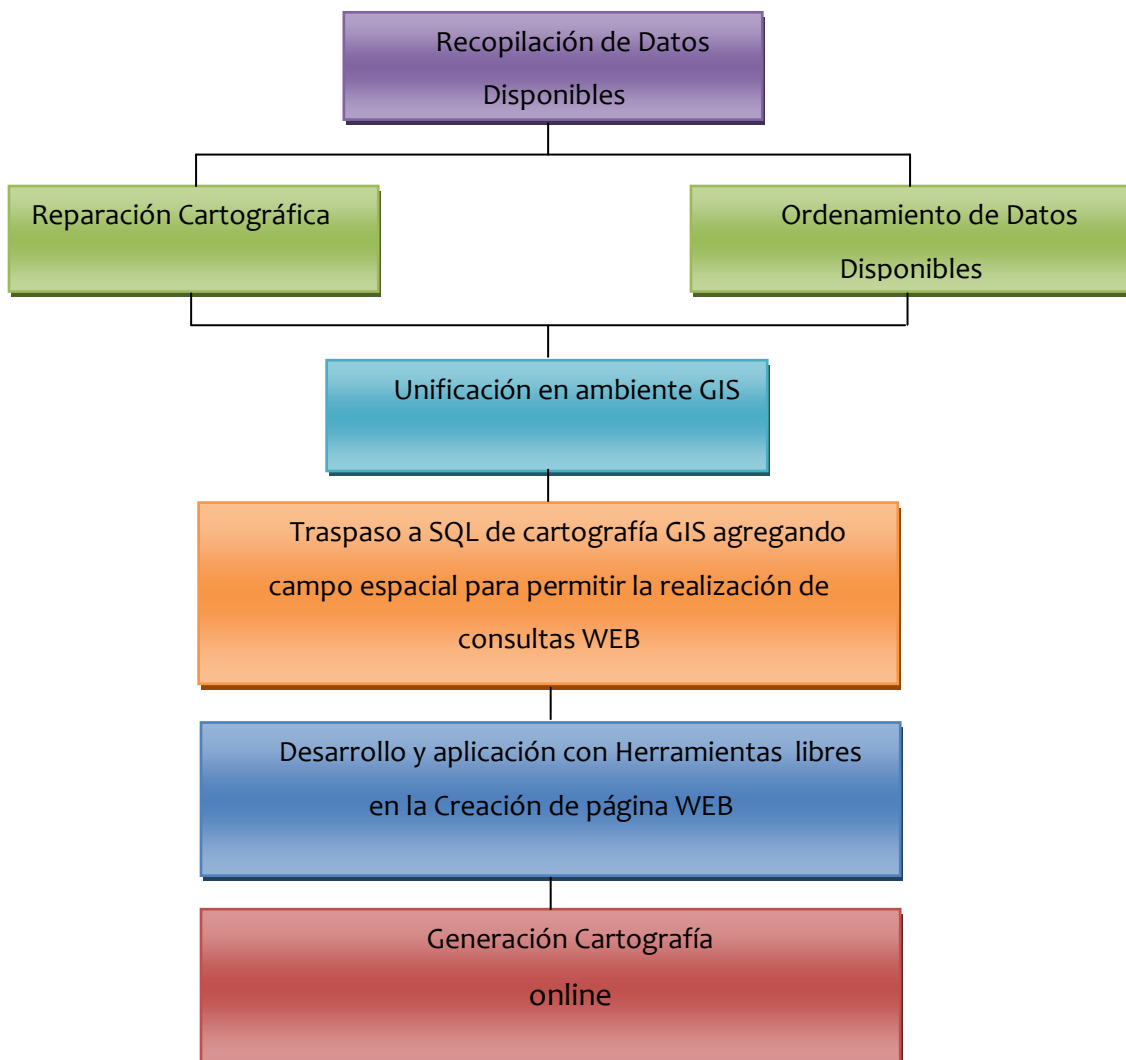 Recopilación de Datos
Disponibles
Reparación Cartográfica
Ordenamiento de Datos
Disponibles
Unificación en ambiente GIS
Traspaso a SQL de cartografía GIS agregando
campo espacial para permitir la realización de
consultas WEB
Desarrollo y aplicación con Herramientas libres
en la Creación de página WEB
Generación Cartografía
online